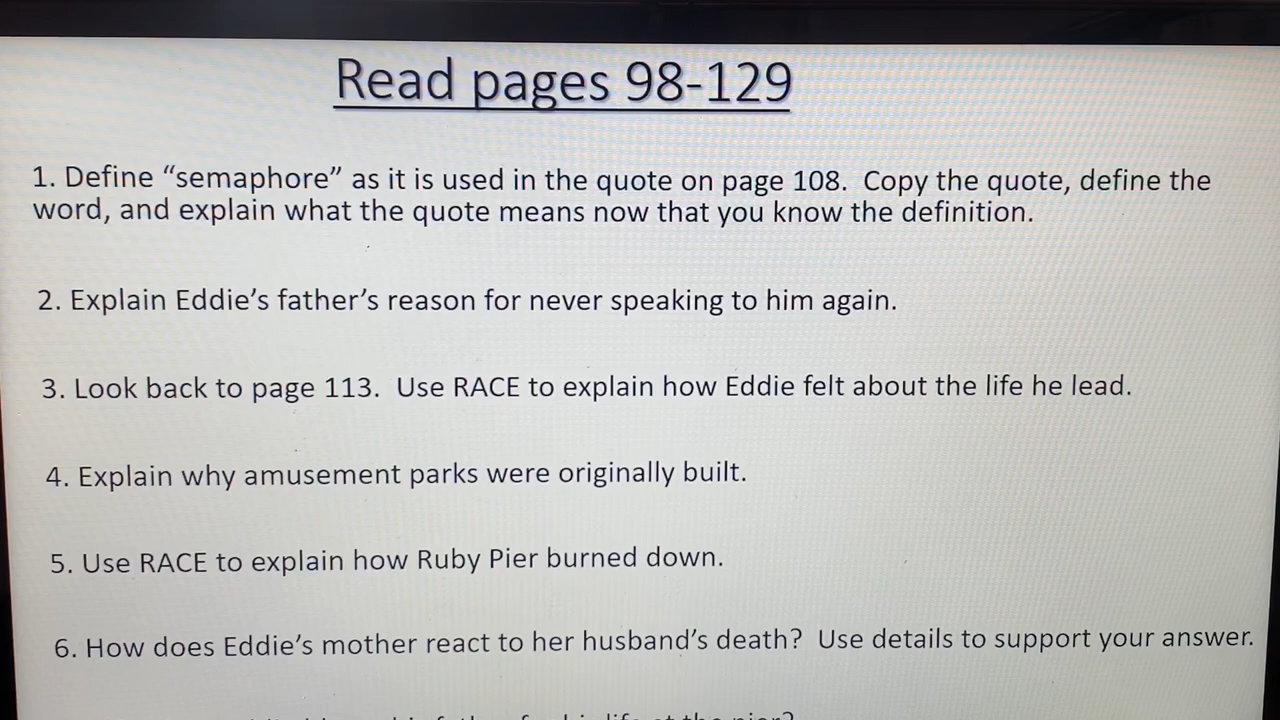 Read pages 98-129
1. Define “semaphore” as it is used in the quote on page 108. Copy the quote, define the
word, and explain what the quote means now that you know the definition.
2. Explain Eddie’s father’s reason for never speaking to him again.
3. Look back to page 113. Use RACE to explain how Eddie felt about the life he lead.
4. Explain why amusement parks were originally built.
5. Use RACE to explain how Ruby Pier burned down.
6. How does Eddie’s mother react to her husband’s death? Use details to support your answer.